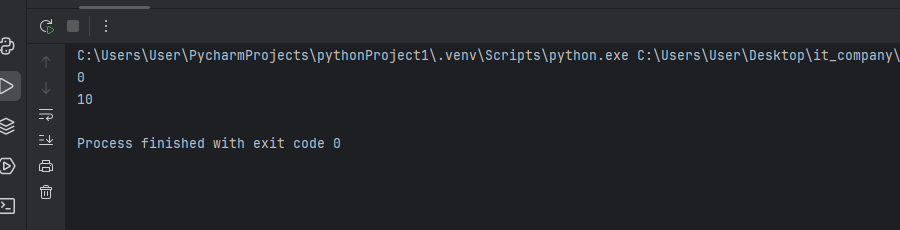 C:\Users\User\PycharmProjects\pythonProject1\.venv\Scripts\python.exe C:\Users\User\Desktop\it_company\
0
10
Process finished with exit code 0